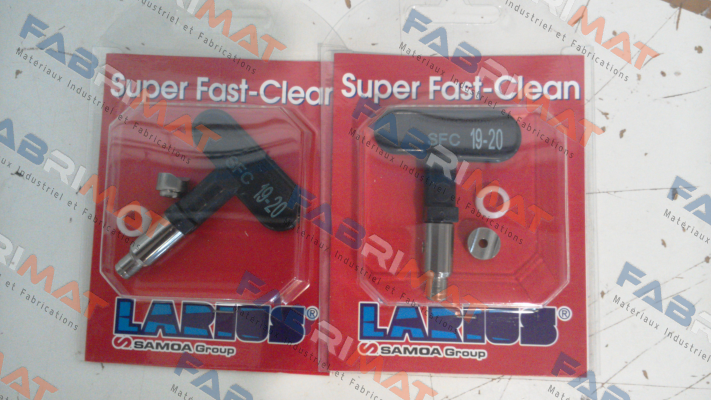 Super Fast-Clean
SFC 19-20
LARIUS®
SAMOA Group
Super Fast-Clean
SFC 19-20
LARIUS®
SAMOA Group
FABRIMAT
Materiaux Industriel et Fabrications